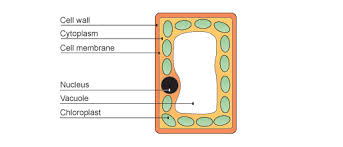 Cell wall
Cytoplasm
Cell membrane
Nucleus
Vacuole
Chloroplast